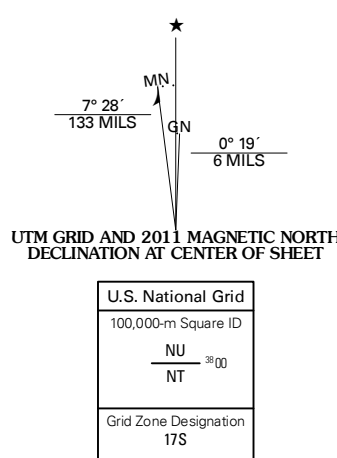 ★
MN
GN
7° 28´
133 MILS
0° 19´
6 MILS
UTM GRID AND 2011 MAGNETIC NORTH
DECLINATION AT CENTER OF SHEET
U.S. National Grid
100,000-m Square ID
NU
3800
NT
Grid Zone Designation
17S